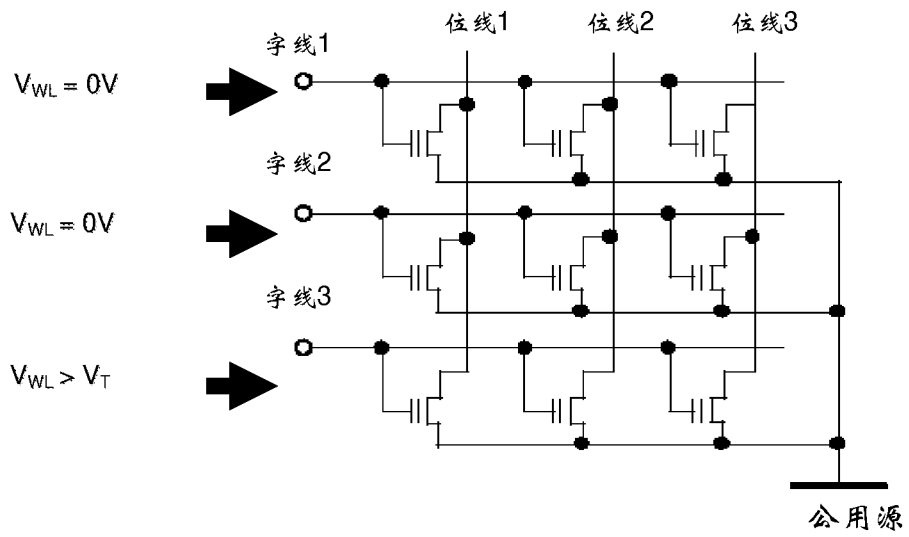 位线1 位线2 位线3
字线1
V_WL = 0V
字线2
V_WL = 0V
字线3
V_WL > V_T
公用源